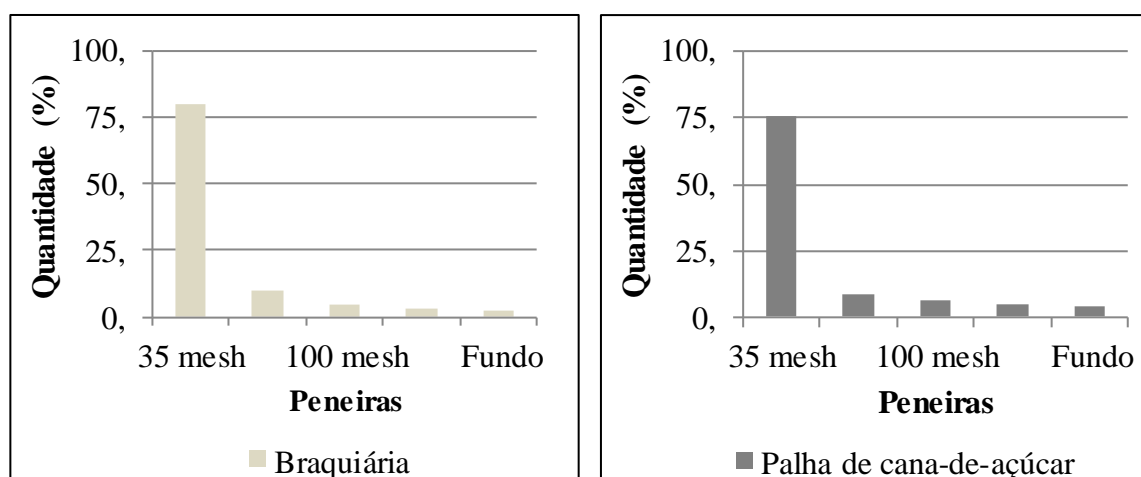 Quantidade (%)
100,
75,
50,
25,
0,
35 mesh 100 mesh Fundo
Peneiras
Braquiária
Quantidade (%)
100,
75,
50,
25,
0,
35 mesh 100 mesh Fundo
Peneiras
Palha de cana-de-açúcar